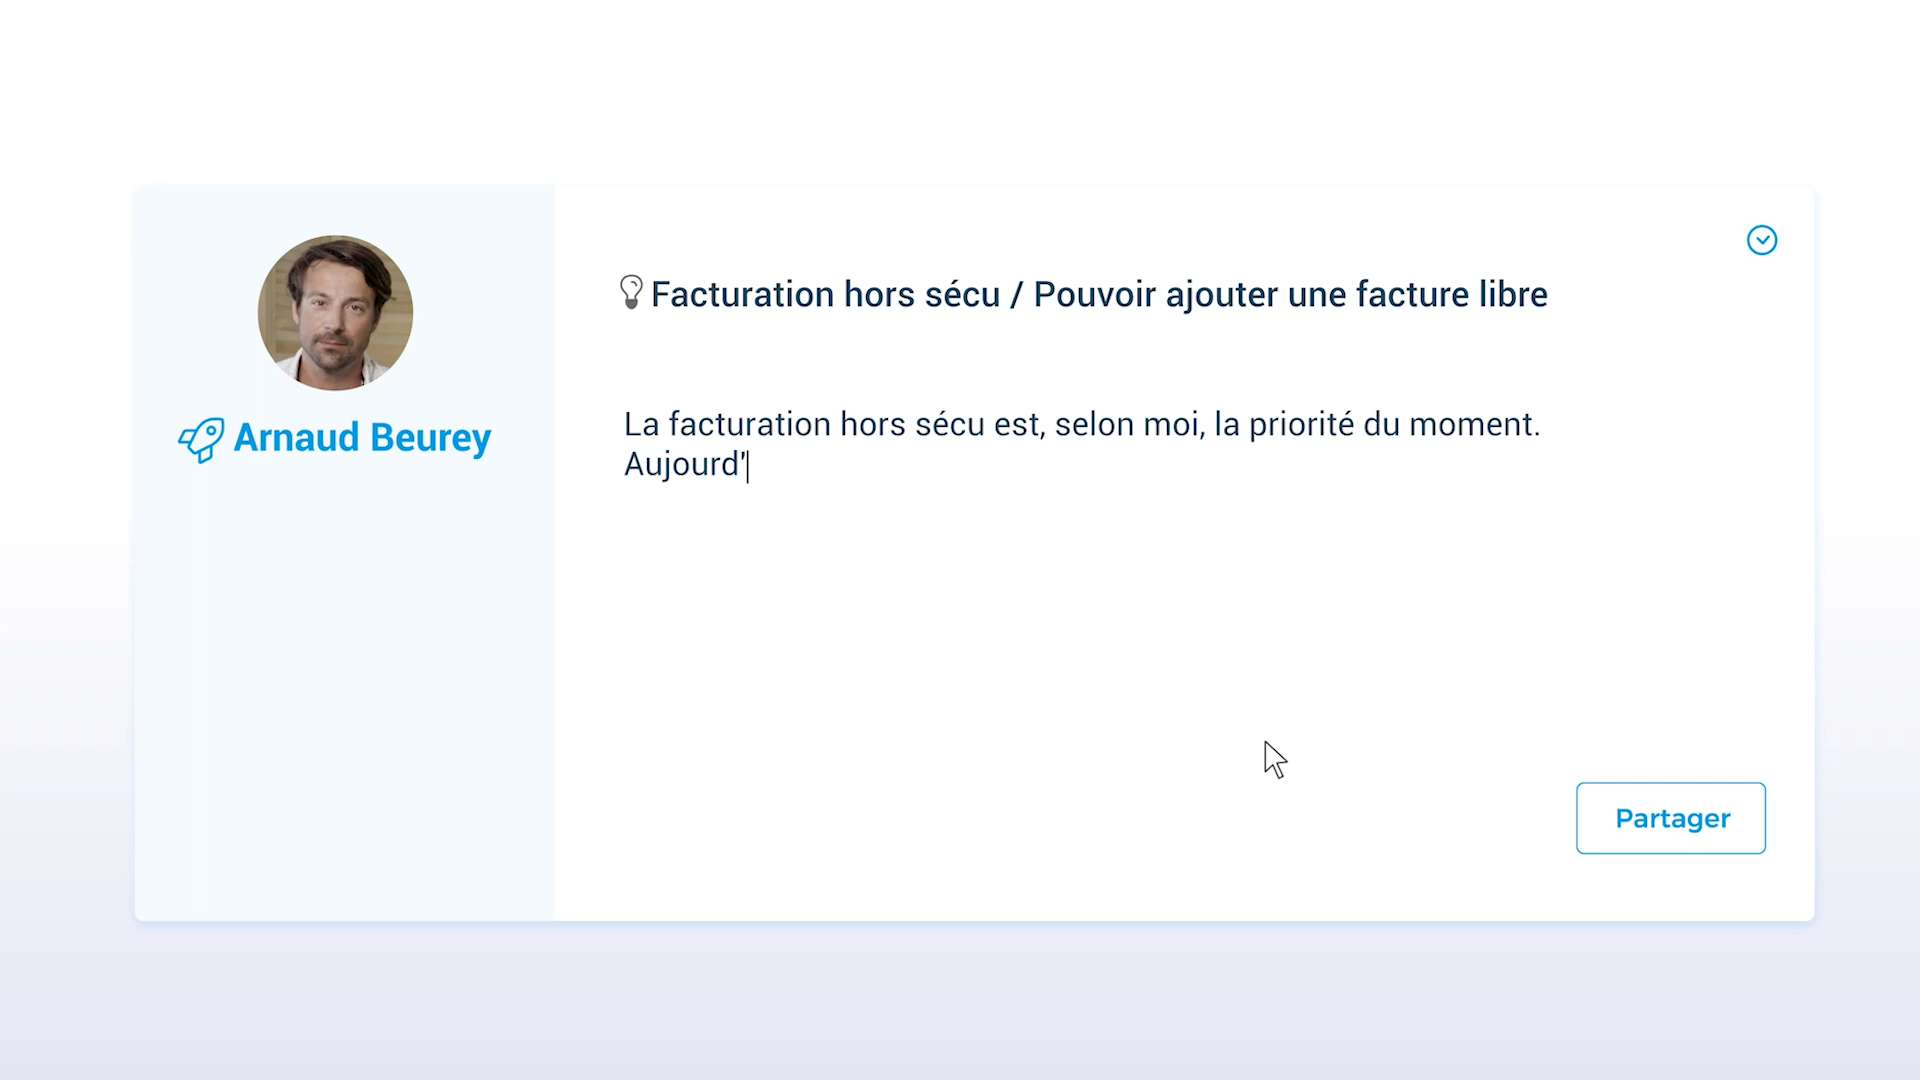 Arnaud Beurey
Facturation hors sécu / Pouvoir ajouter une facture libre
La facturation hors sécu est, selon moi, la priorité du moment.
Aujourd'
Partager